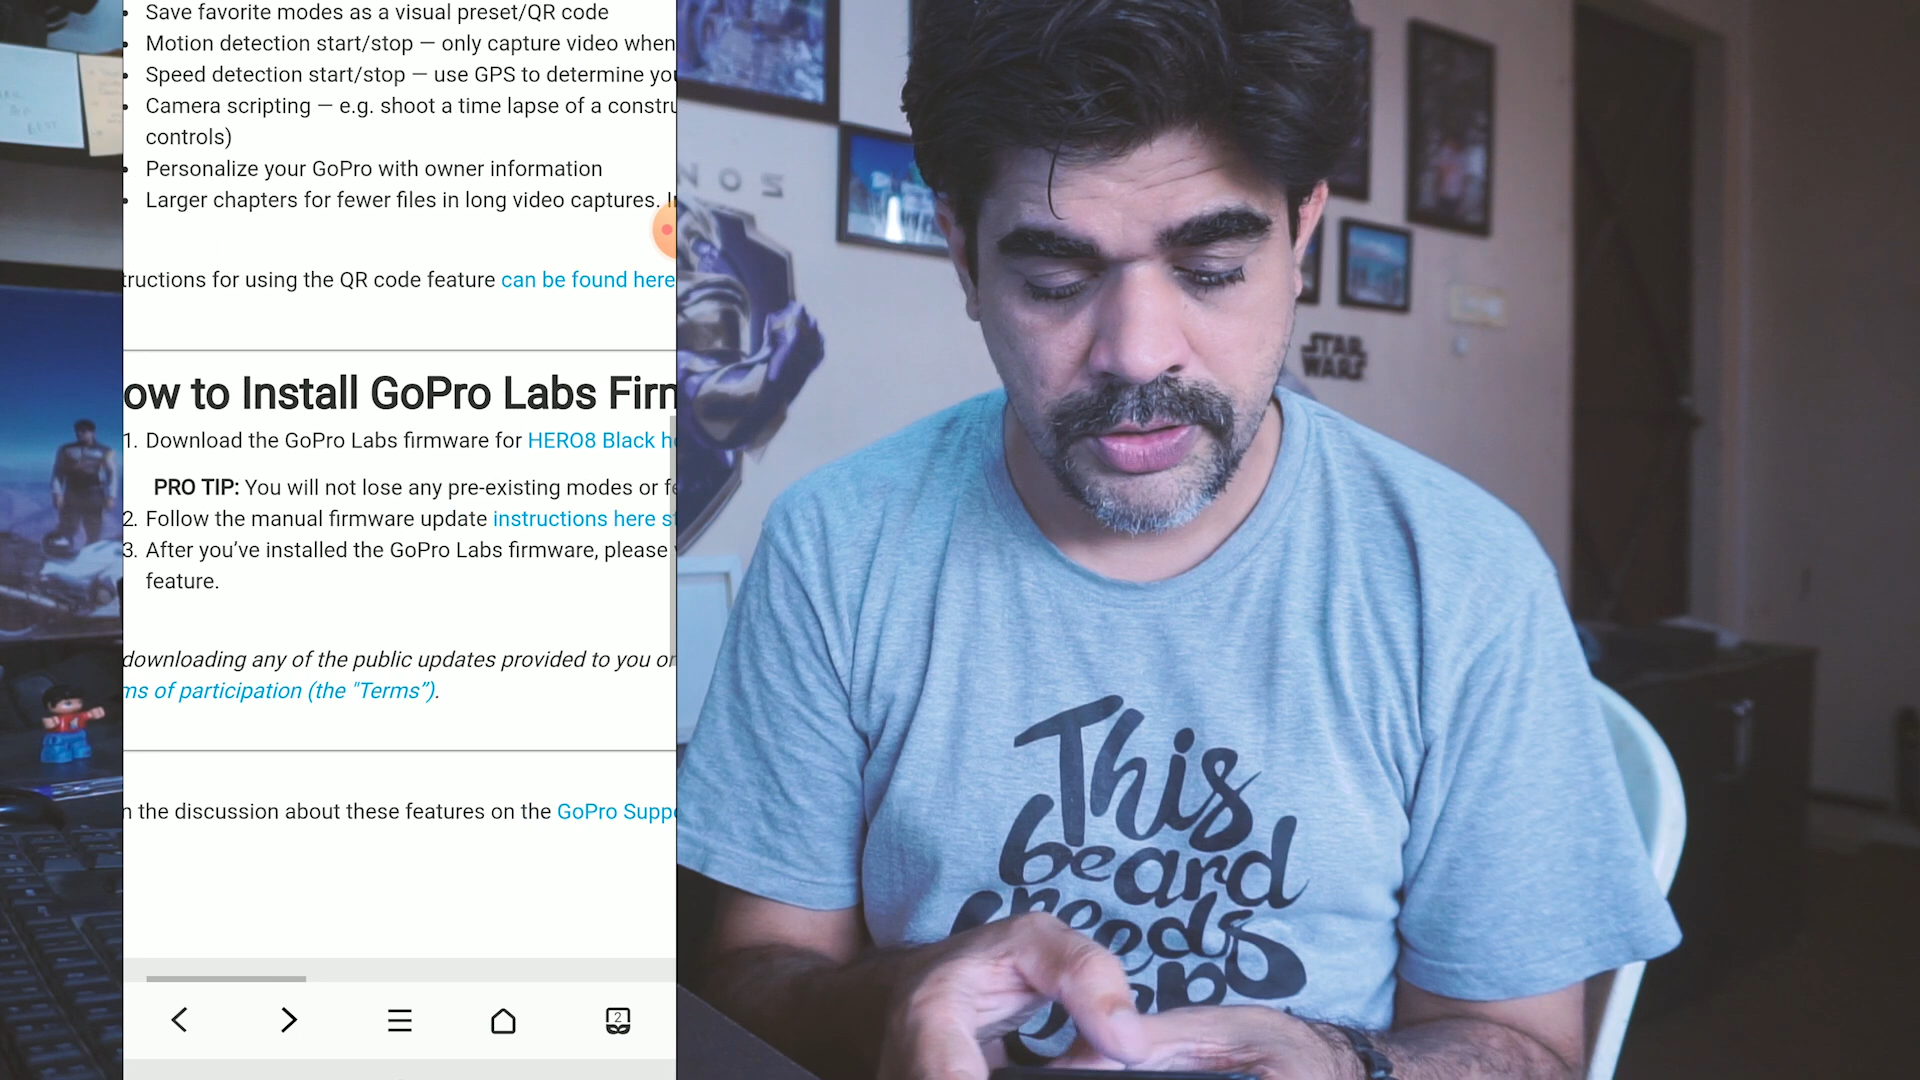 Save favorite modes as a visual preset/QR code
Motion detection start/stop — only capture video when
Speed detection start/stop — use GPS to determine you
Camera scripting — e.g. shoot a time lapse of a constru
controls)
Personalize your GoPro with owner information
Larger chapters for fewer files in long video captures. I
tructions for using the QR code feature can be found here
ow to Install GoPro Labs Firm
1. Download the GoPro Labs firmware for HERO8 Black h
PRO TIP: You will not lose any pre-existing modes or fe
2. Follow the manual firmware update instructions here s
3. After you’ve installed the GoPro Labs firmware, please
feature.
downloading any of the public updates provided to you on
ms of participation (the "Terms”).
n the discussion about these features on the GoPro Supp
2
NOS
STAR
WARS
This
beard
needs